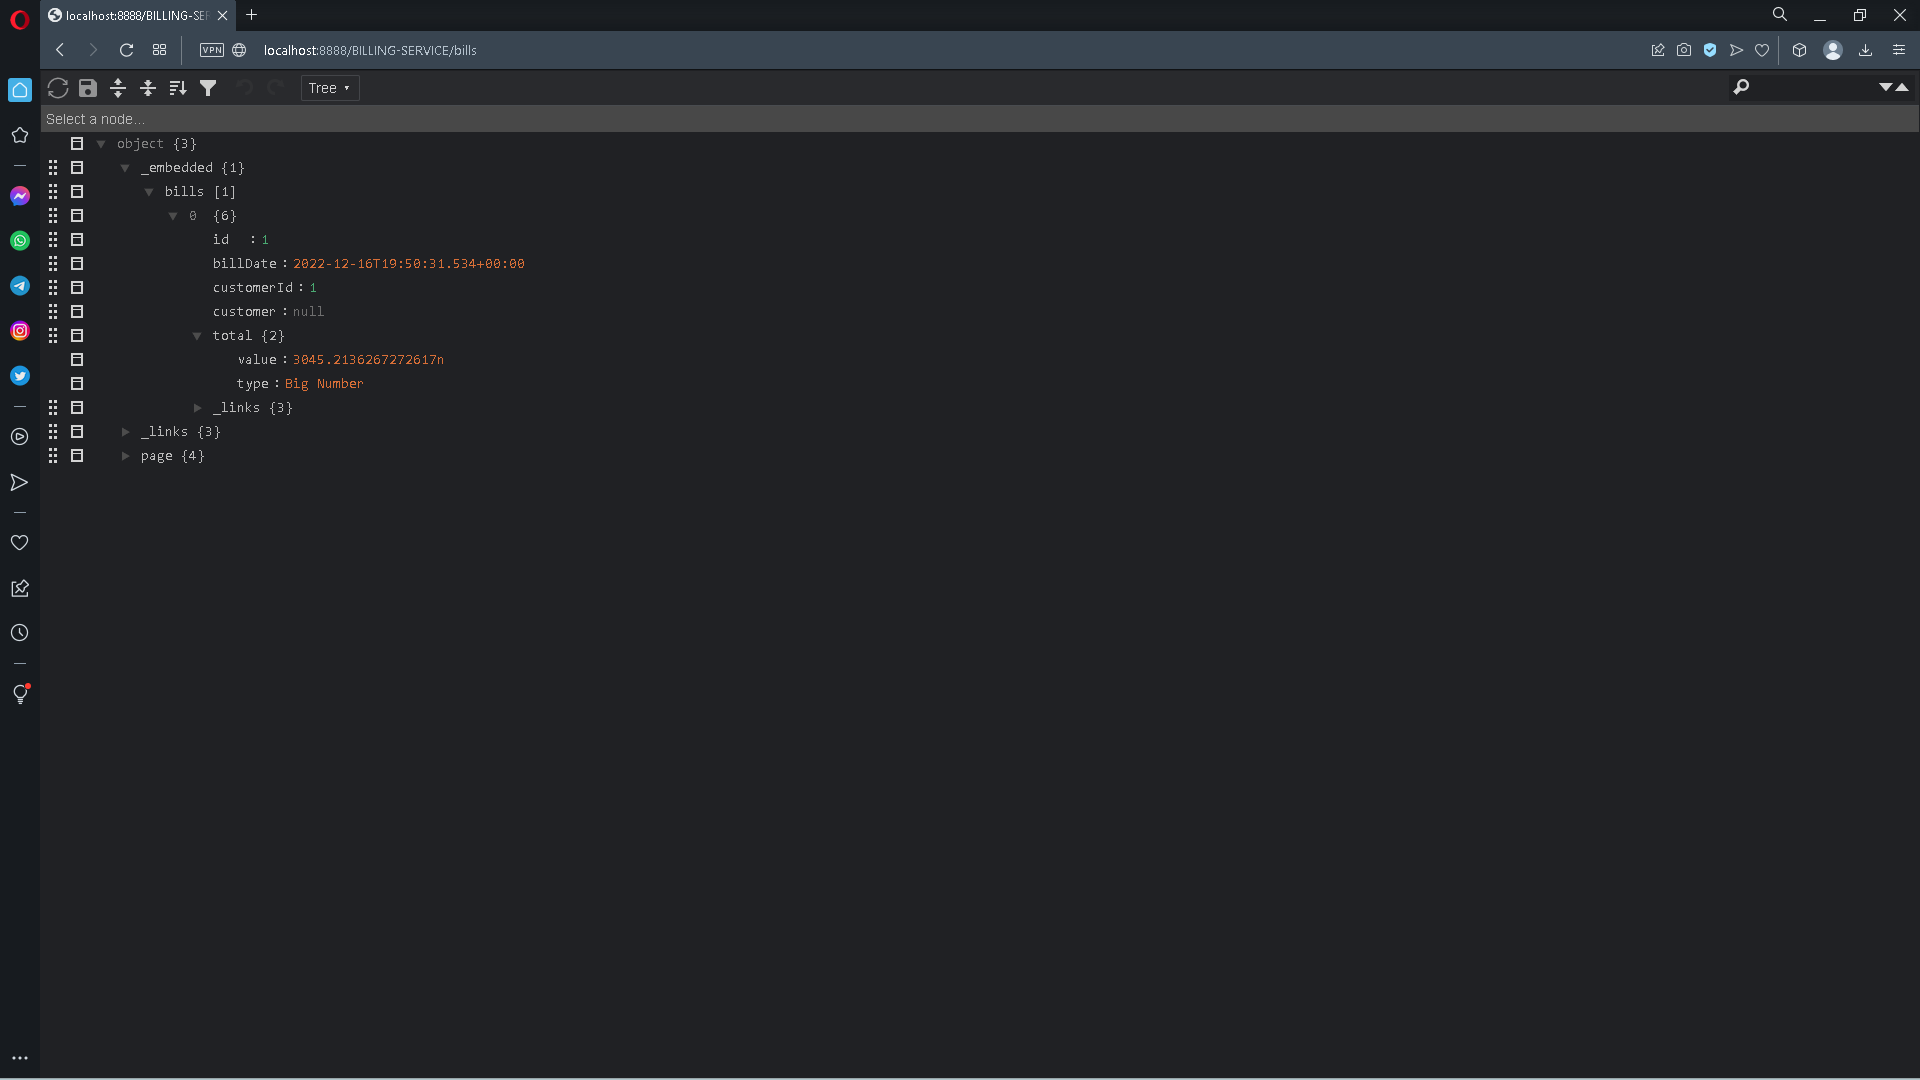 localhost:8888/BILLING-SEF
VPN
localhost:8888/BILLING-SERVICE/bills
Tree
Select a node...
object {3}
_embedded {1}
bills [1]
0 {6}
id : 1
billDate : 2022-12-16T19:50:31.534+00:00
customerId : 1
customer : null
total {2}
value : 3045.2136267272617n
type : Big Number
_links {3}
_links {3}
page {4}